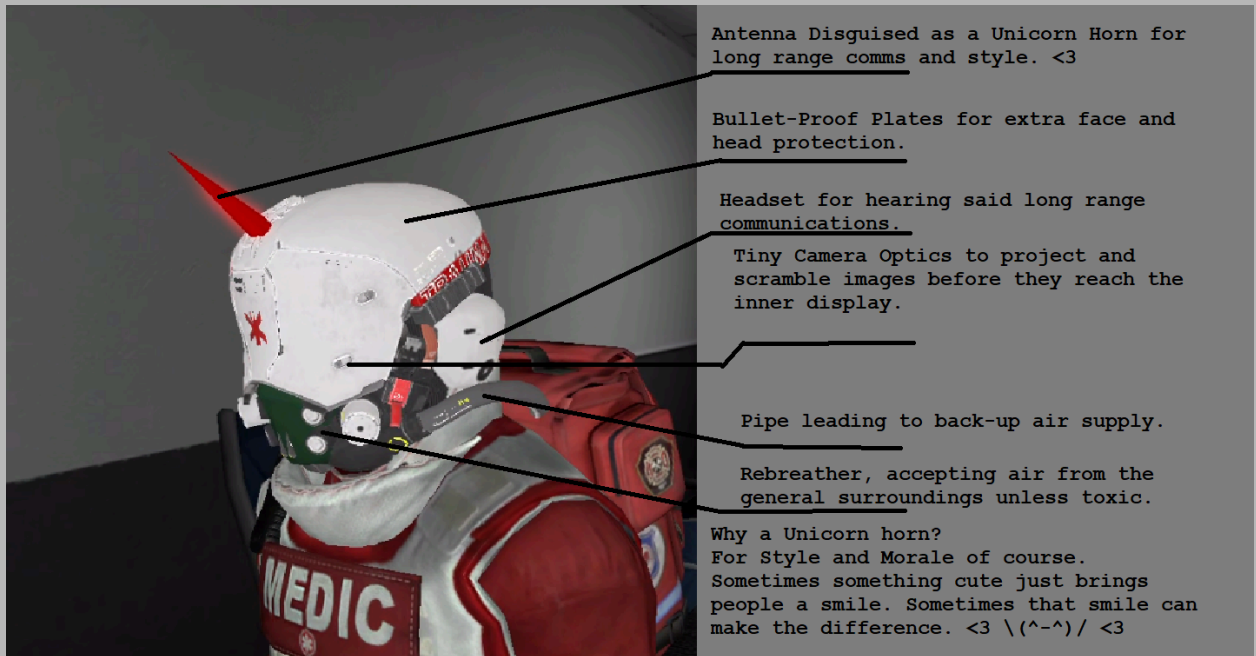 Antenna Disguised as a Unicorn Horn for
long range comms and style. <3
Bullet-Proof Plates for extra face and
head protection.
Headset for hearing said long range
communications.
Tiny Camera Optics to project and
scramble images before they reach the
inner display.
Pipe leading to back-up air supply.
Rebreather, accepting air from the
general surroundings unless toxic.
Why a Unicorn horn?
For Style and Morale of course.
Sometimes something cute just brings
people a smile. Sometimes that smile can
make the difference. <3 \(^-^)/ <3
MEDIC